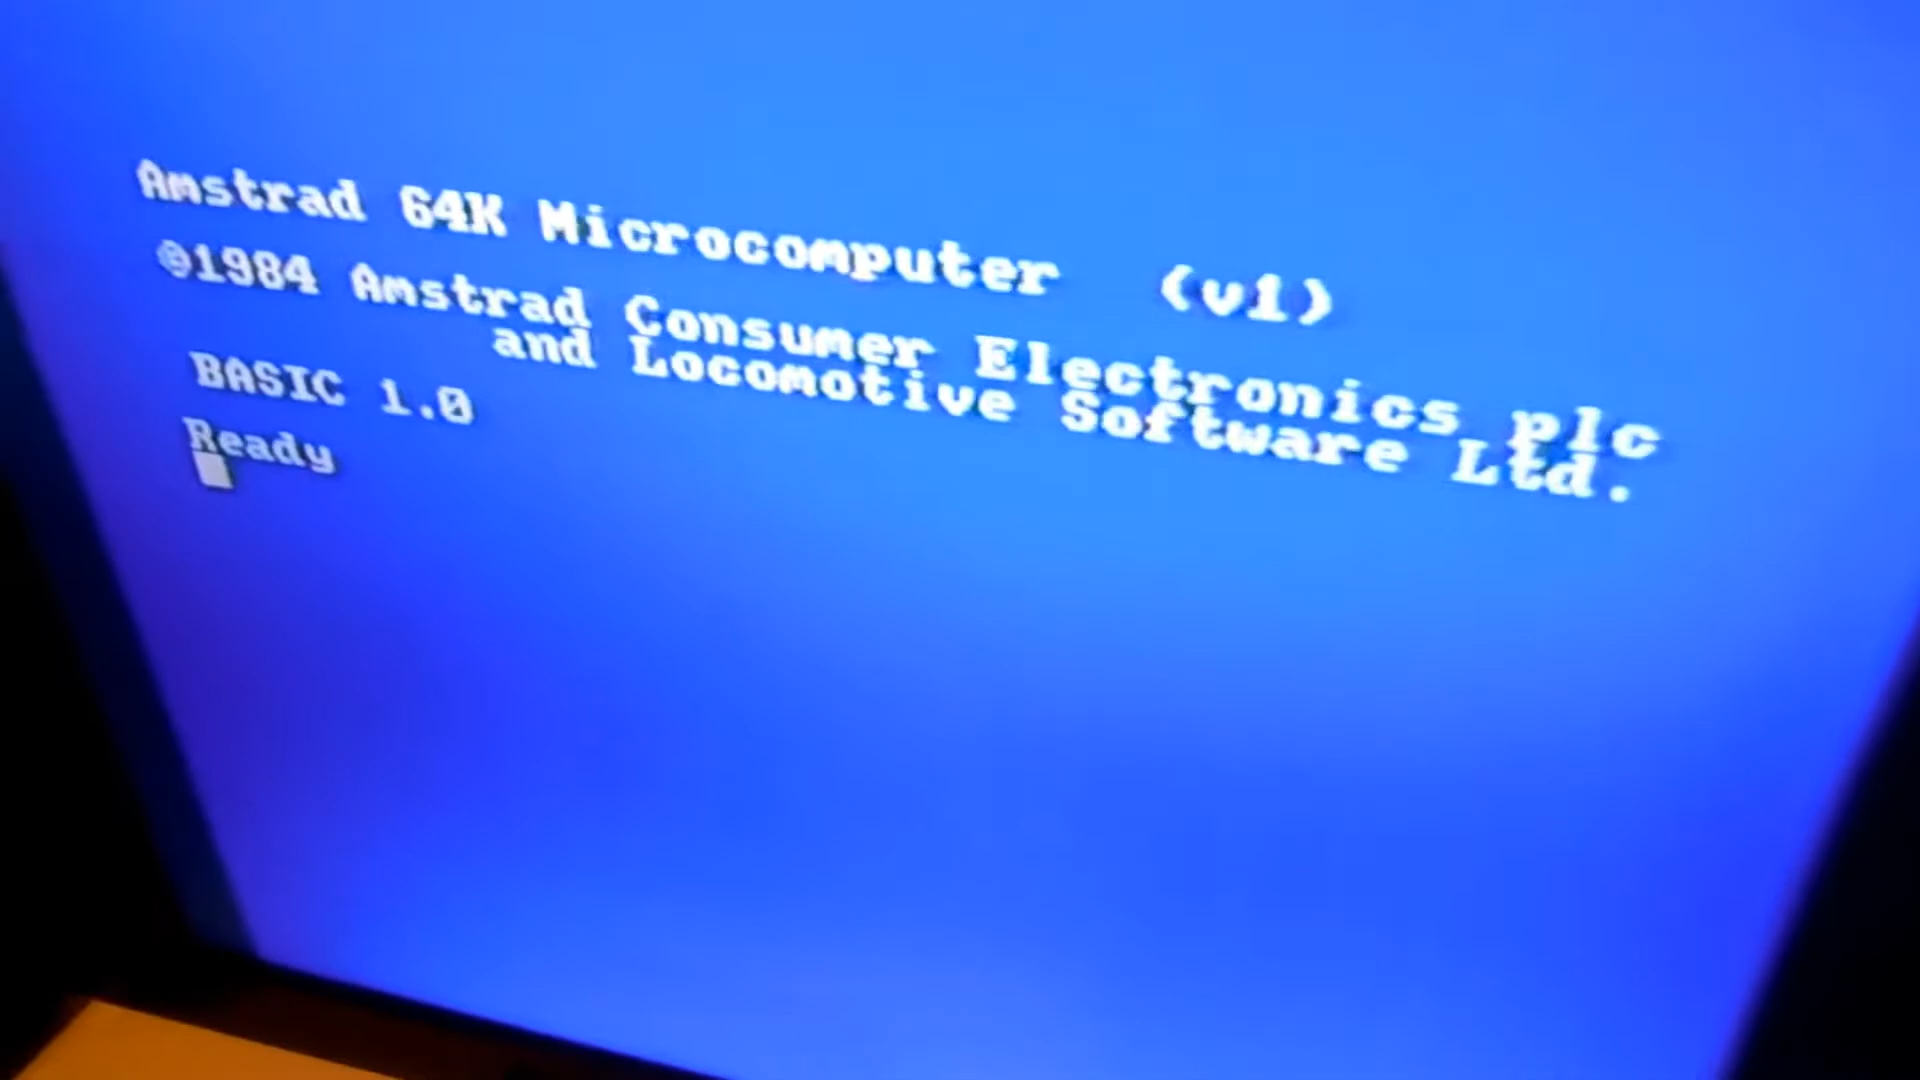 Amstrad 64K Microcomputer (v1)
©1984 Amstrad Consumer Electronics plc
and Locomotive Software Ltd.
BASIC 1.0
Ready